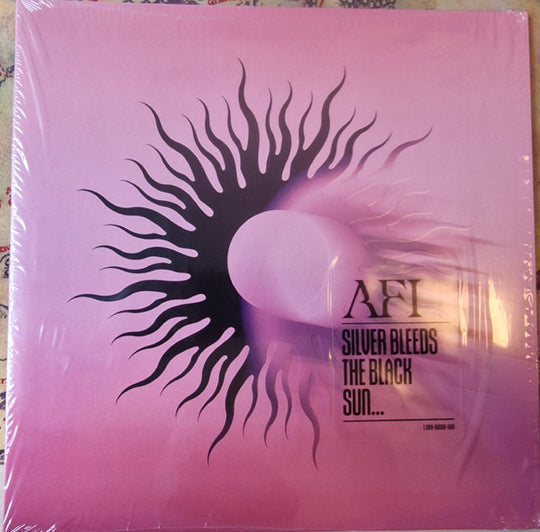 AFI
SILVER BLEEDS
THE BLACK
SUN...